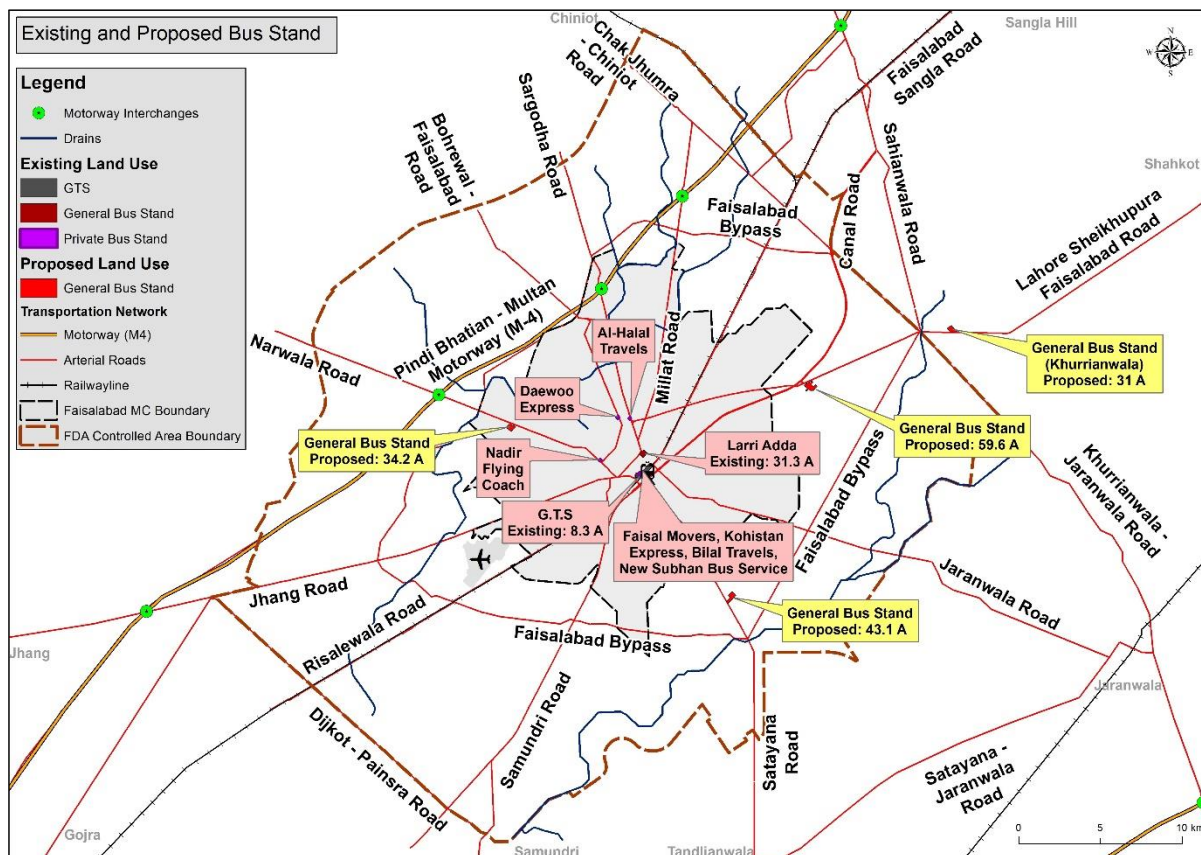 Existing and Proposed Bus Stand
Legend
Motorway Interchanges
Drains
Existing Land Use
GTS
General Bus Stand
Private Bus Stand
Proposed Land Use
General Bus Stand
Transportation Network
Motorway (M4)
Arterial Roads
Railwayline
Faisalabad MC Boundary
FDA Controlled Area Boundary
Chiniot
Sangla Hill
N
W
E
S
Chak Jhumra
- Chiniot
Road
Faisalabad
Sangla Road
Sargodha Road
Bohrewal -
Faisalabad
Road
Sahianwala Road
Shahkot
Faisalabad
Bypass
Canal Road
Lahore Sheikhupura
Faisalabad Road
Pindi Bhatian - Multan
Motorway (M-4)
Narwala Road
Al-Halal
Travels
Millat Road
General Bus Stand
(Khurrianwala)
Proposed: 31 A
Daewoo
Express
General Bus Stand
Proposed: 34.2 A
Nadir
Flying
Coach
Larri Adda
Existing: 31.3 A
General Bus Stand
Proposed: 59.6 A
G.T.S
Existing: 8.3 A
Faisal Movers, Kohistan
Express, Bilal Travels,
New Subhan Bus Service
Faisalabad Bypass
Khurrianwala -
Jaranwala Road
Jhang Road
Jaranwala Road
General Bus Stand
Proposed: 43.1 A
Risalewala Road
Faisalabad Bypass
Jhang
Jaranwala
Dijkot - Painsra Road
Samundri Road
Satayana
Road
Satayana -
Jaranwala
Road
Gojra
Samundri
Tandlianwala
0 5 10 km